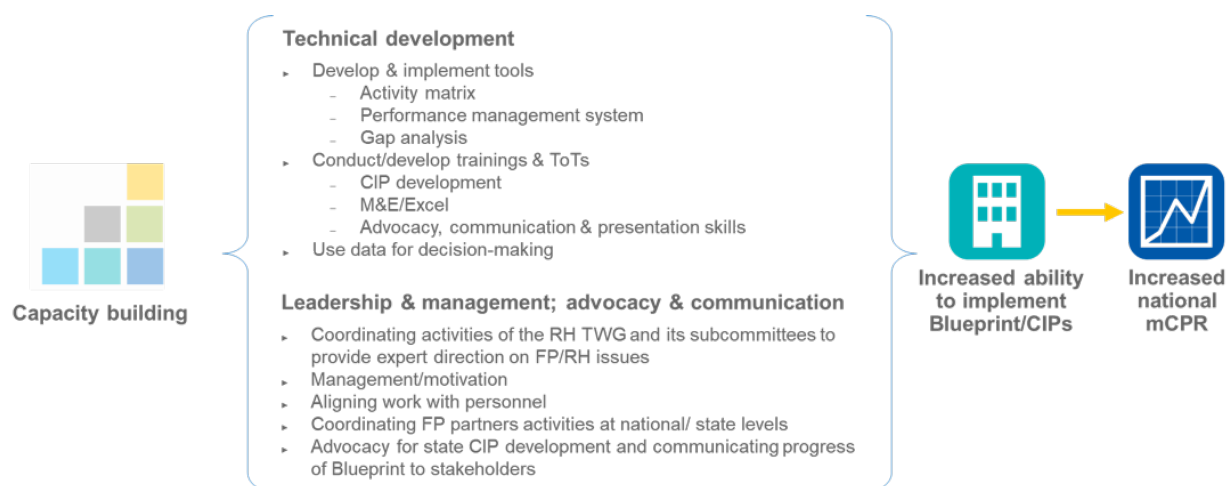 Technical development
▸ Develop & implement tools
– Activity matrix
– Performance management system
– Gap analysis
▸ Conduct/develop trainings & ToTs
– CIP development
– M&E/Excel
– Advocacy, communication & presentation skills
▸ Use data for decision-making
Capacity building
Leadership & management; advocacy & communication
▸ Coordinating activities of the RH TWG and its subcommittees to
provide expert direction on FP/RH issues
▸ Management/motivation
▸ Aligning work with personnel
▸ Coordinating FP partners activities at national/ state levels
▸ Advocacy for state CIP development and communicating progress
of Blueprint to stakeholders
Increased ability
to implement
Blueprint/CIPs
Increased
national
mCPR